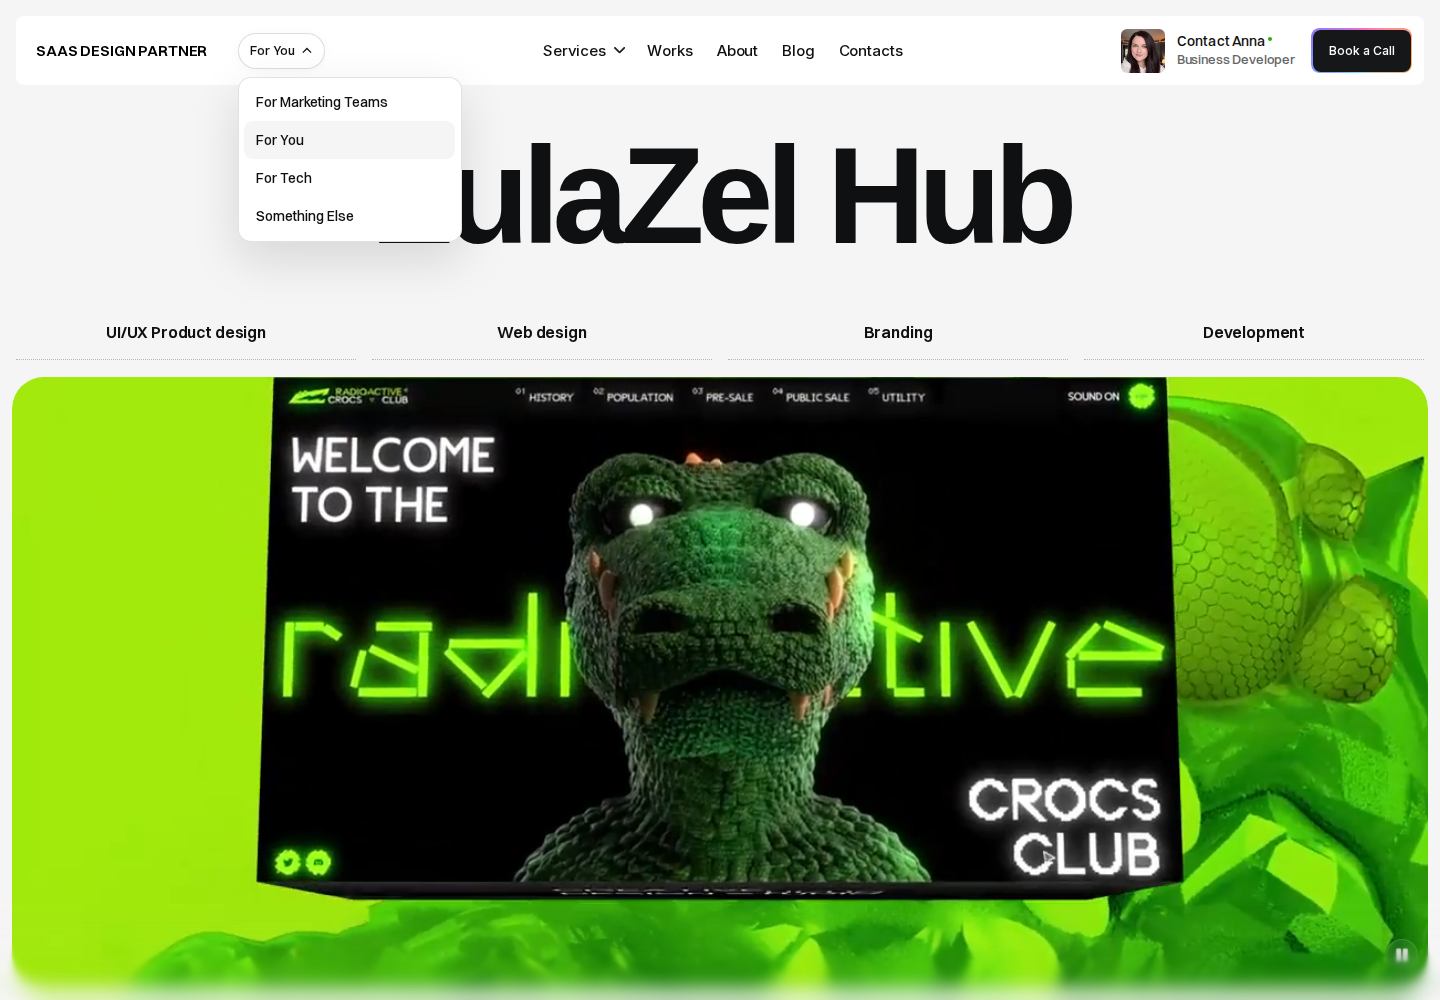 SAAS DESIGN PARTNER
For You
Services
Works
About
Blog
Contacts
Contact Anna
Business Developer
Book a Call
For Marketing Teams
For You
For Tech
Something Else
ulaZel Hub
UI/UX Product design
Web design
Branding
Development
RADIOACTIVE
CROCS CLUB
01 HISTORY
02 POPULATION
03 PRE-SALE
04 PUBLIC SALE
05 UTILITY
SOUND ON
WELCOME
TO THE
radi tive
CROCS
CLUB